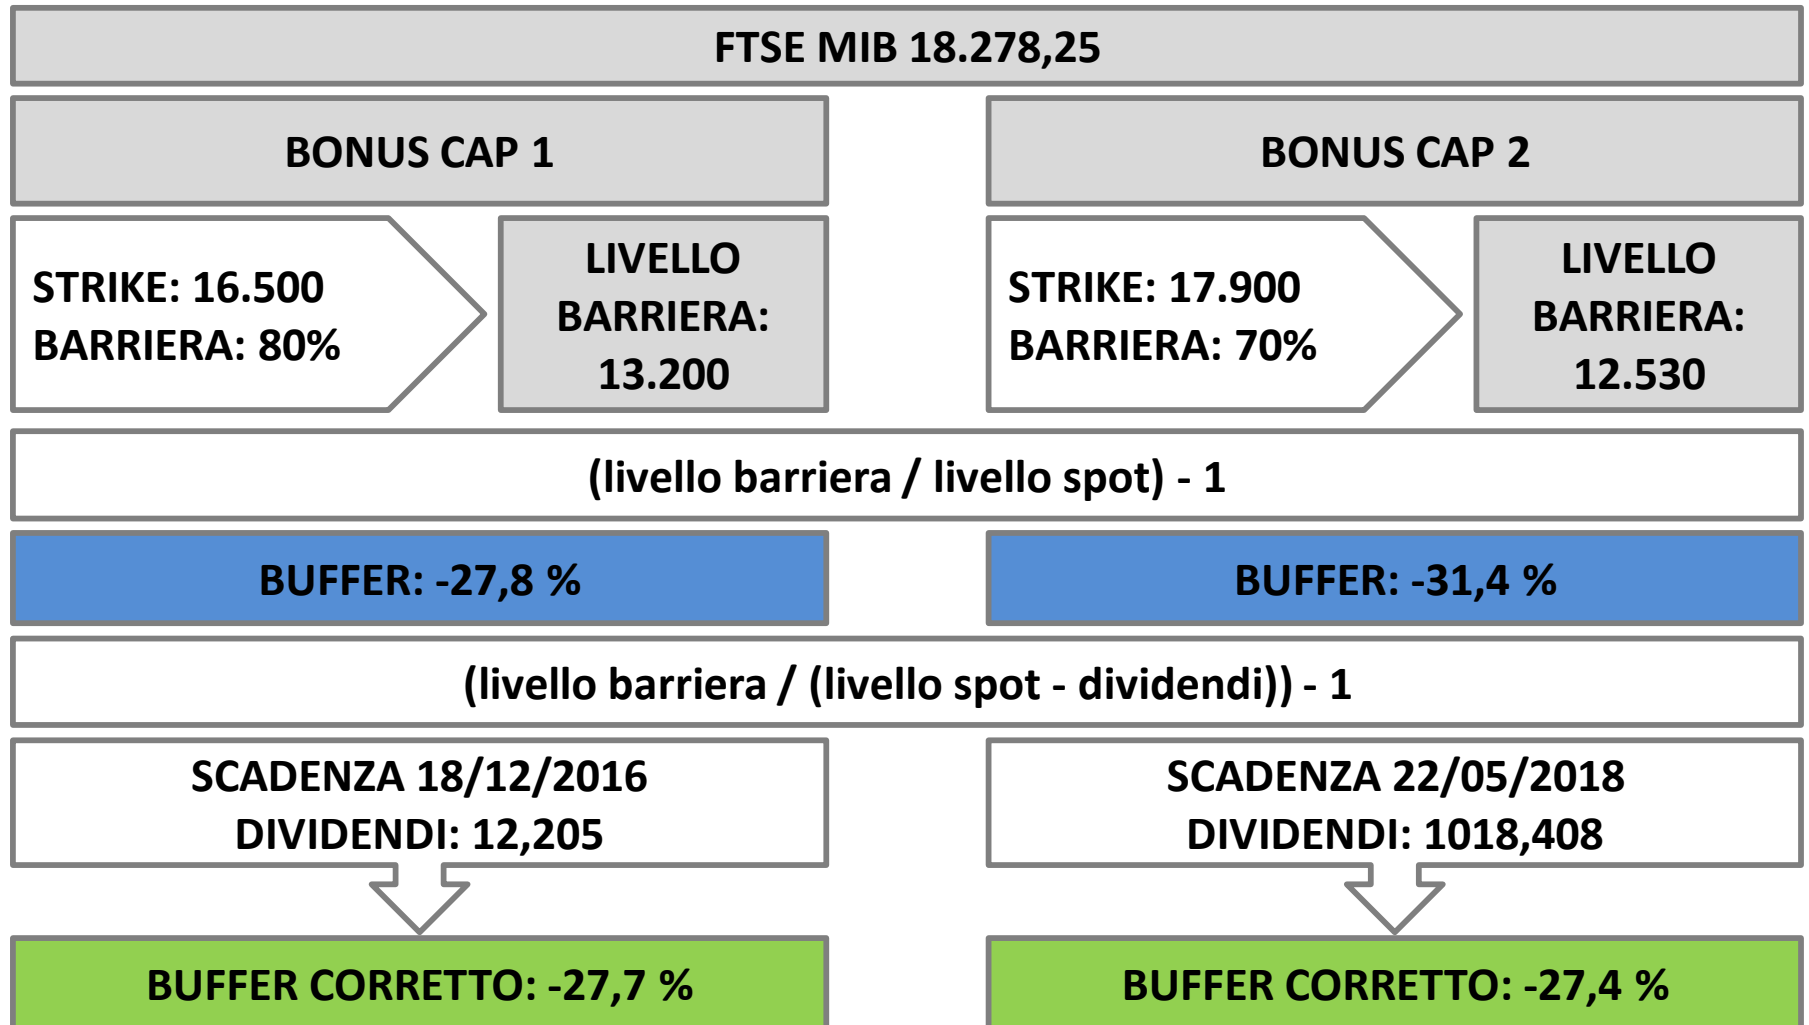 FTSE MIB 18.278,25
BONUS CAP 1
BONUS CAP 2
STRIKE: 16.500
BARRIERA: 80%
LIVELLO
BARRIERA:
13.200
STRIKE: 17.900
BARRIERA: 70%
LIVELLO
BARRIERA:
12.530
(livello barriera / livello spot) - 1
BUFFER: -27,8 %
BUFFER: -31,4 %
(livello barriera / (livello spot - dividendi)) - 1
SCADENZA 18/12/2016
DIVIDENDI: 12,205
SCADENZA 22/05/2018
DIVIDENDI: 1018,408
BUFFER CORRETTO: -27,7 %
BUFFER CORRETTO: -27,4 %